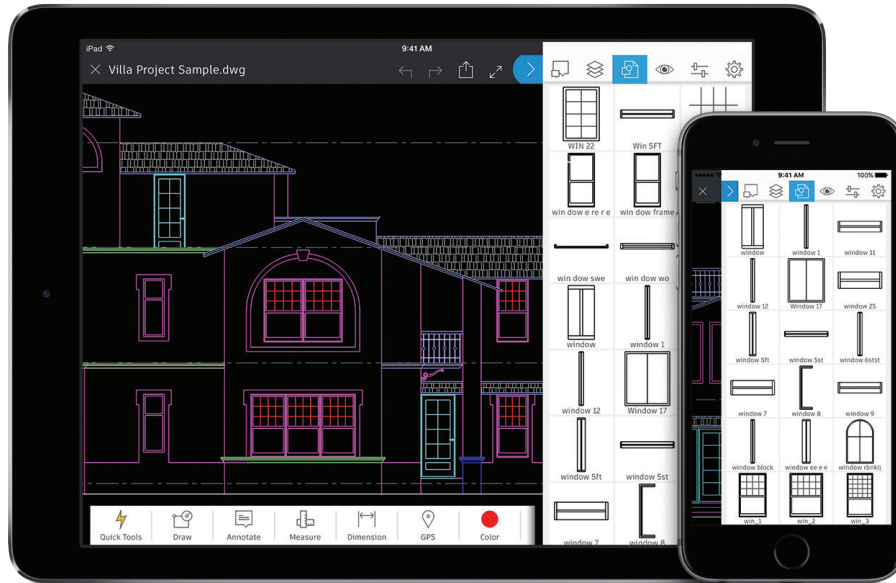 iPad
9:41 AM
Villa Project Sample.dwg
WIN 22
Win 5FT
win dow e re r e
win dow frame
win dow swe
win dow wo
window
window 1
window 12
Window 17
window 5ft
window 5st
window 7
window 8
Quick Tools
Draw
Annotate
Measure
Dimension
GPS
Color
9:41 AM
100%
window
window 1
window 11
window 12
Window 17
window 25
window 5ft
window 5st
window 6stst
window 7
window 8
window 9
window block
window ee e e
window rbnklj
win_1
win_2
win_3